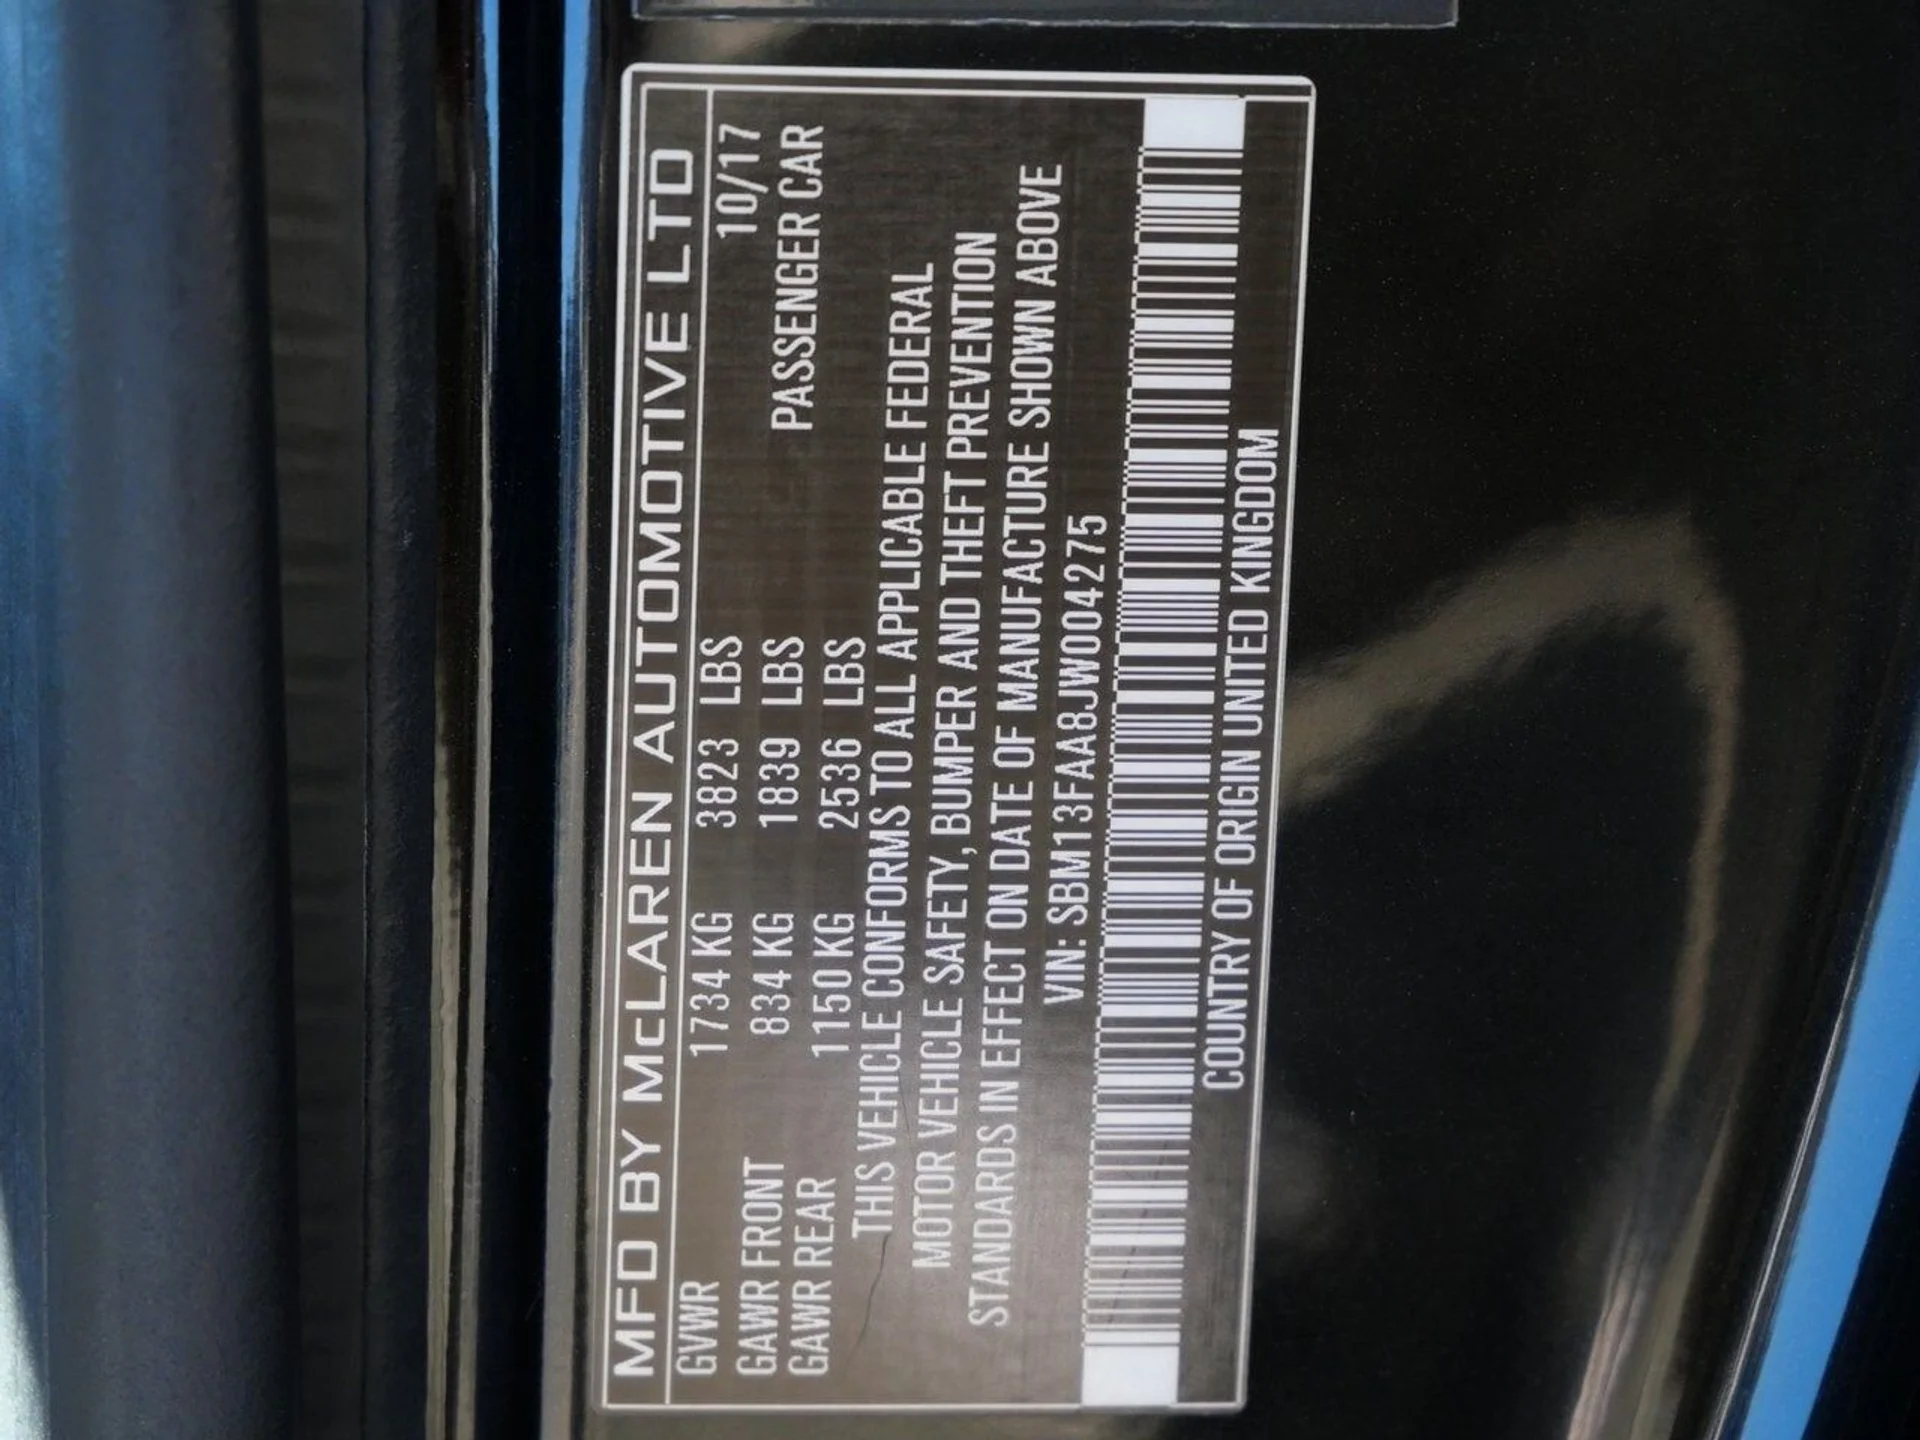 MFD BY McLAREN AUTOMOTIVE LTD
GVWR 1734 KG 3823 LBS 10/17
GAWR FRONT 834 KG 1839 LBS PASSENGER CAR
GAWR REAR 1150 KG 2536 LBS
THIS VEHICLE CONFORMS TO ALL APPLICABLE FEDERAL
MOTOR VEHICLE SAFETY, BUMPER AND THEFT PREVENTION
STANDARDS IN EFFECT ON DATE OF MANUFACTURE SHOWN ABOVE
VIN: SBM13FAA8JW004275
COUNTRY OF ORIGIN UNITED KINGDOM